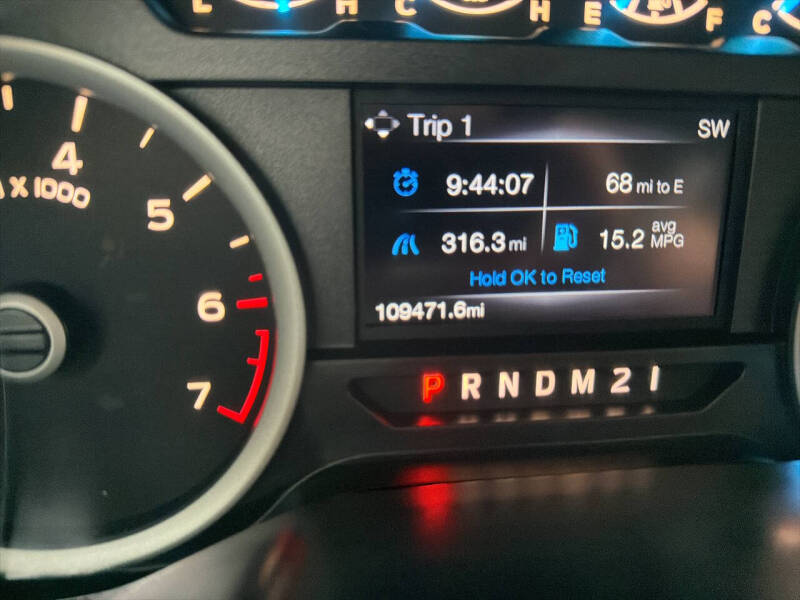 L H C H E F C
Trip 1 SW
9:44:07 68 mi to E
316.3 mi 15.2 avg MPG
Hold OK to Reset
109471.6mi
4
X 1000
5
6
7
P R N D M 2 1